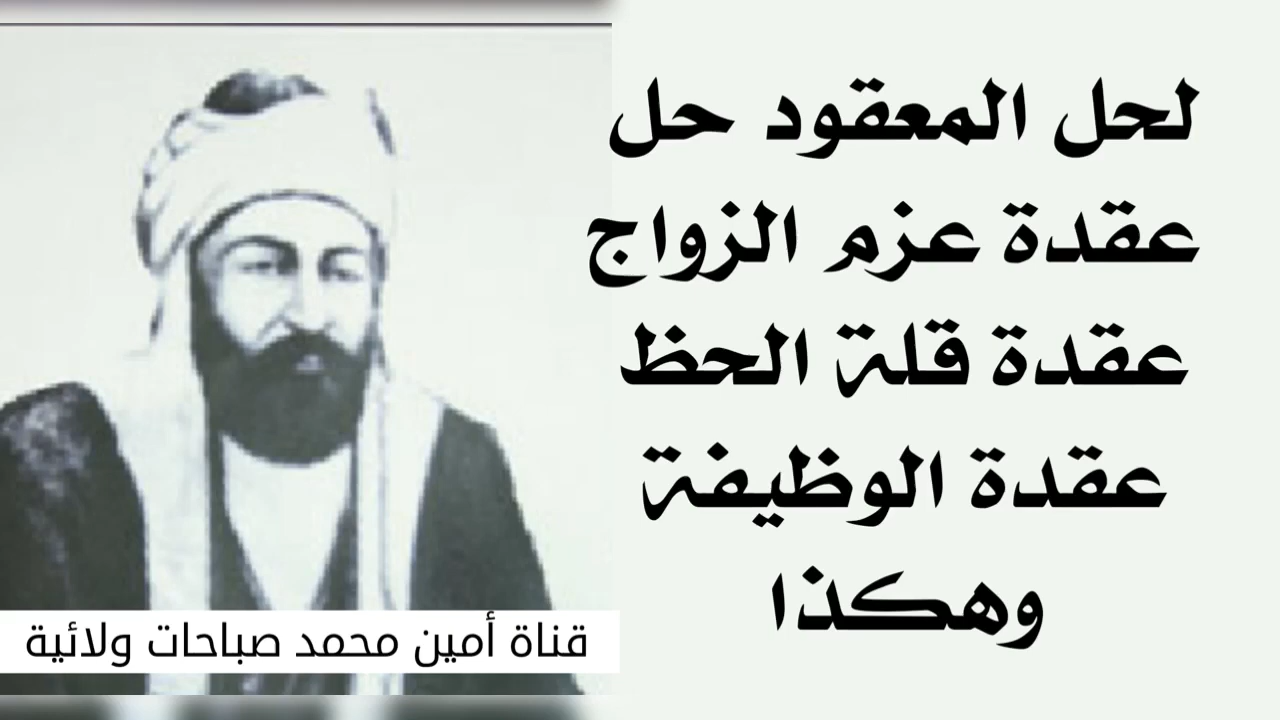 لحل المعقود حل
عقدة عزم الزواج
عقدة قلة الحظ
عقدة الوظيفة
وهكذا
قناة أمين محمد صباحات ولائية